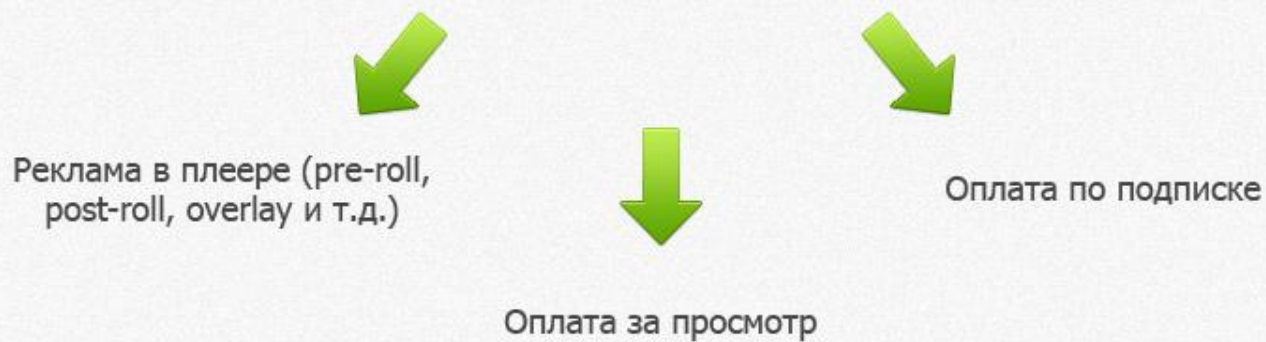 Реклама в плеере (pre-roll,
post-roll, overlay и т.д.)
Оплата по подписке
Оплата за просмотр